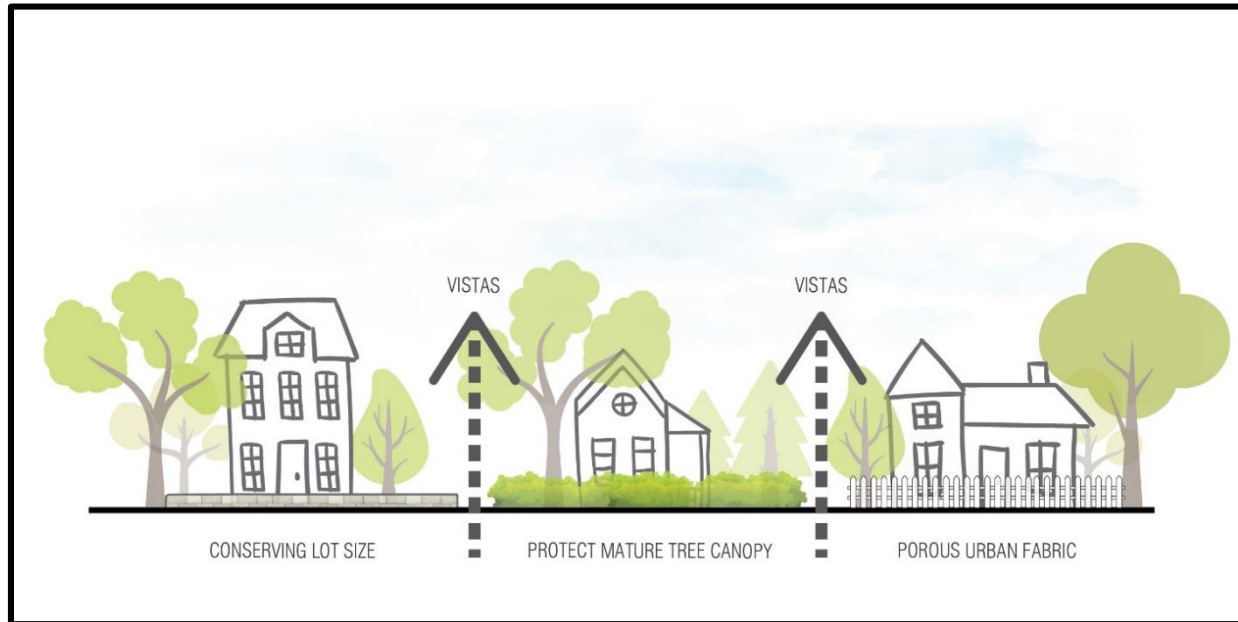 VISTAS
VISTAS
CONSERVING LOT SIZE
PROTECT MATURE TREE CANOPY
POROUS URBAN FABRIC